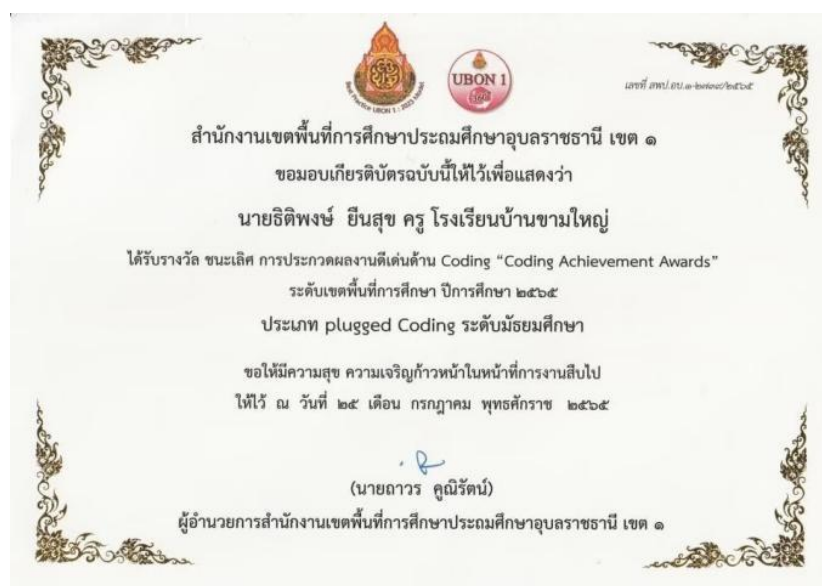 UBON 1
สำนักงานเขตพื้นที่การศึกษาประถมศึกษาอุบลราชธานี เขต ๑
ขอมอบเกียรติบัตรฉบับนี้ให้ไว้เพื่อแสดงว่า
นายธิติพงษ์ ยืนสุข ครู โรงเรียนบ้านขามใหญ่
ได้รับรางวัล ชนะเลิศ การประกวดผลงานดีเด่นด้าน Coding “Coding Achievement Awards”
ระดับเขตพื้นที่การศึกษา ปีการศึกษา ๒๕๖๕
ประเภท plugged Coding ระดับมัธยมศึกษา
ขอให้มีความสุข ความเจริญก้าวหน้าในหน้าที่การงานสืบไป
ให้ไว้ ณ วันที่ ๒๕ เดือน กรกฎาคม พุทธศักราช ๒๕๖๕
(นายถาวร คูณิรัตน์)
ผู้อำนวยการสำนักงานเขตพื้นที่การศึกษาประถมศึกษาอุบลราชธานี เขต ๑